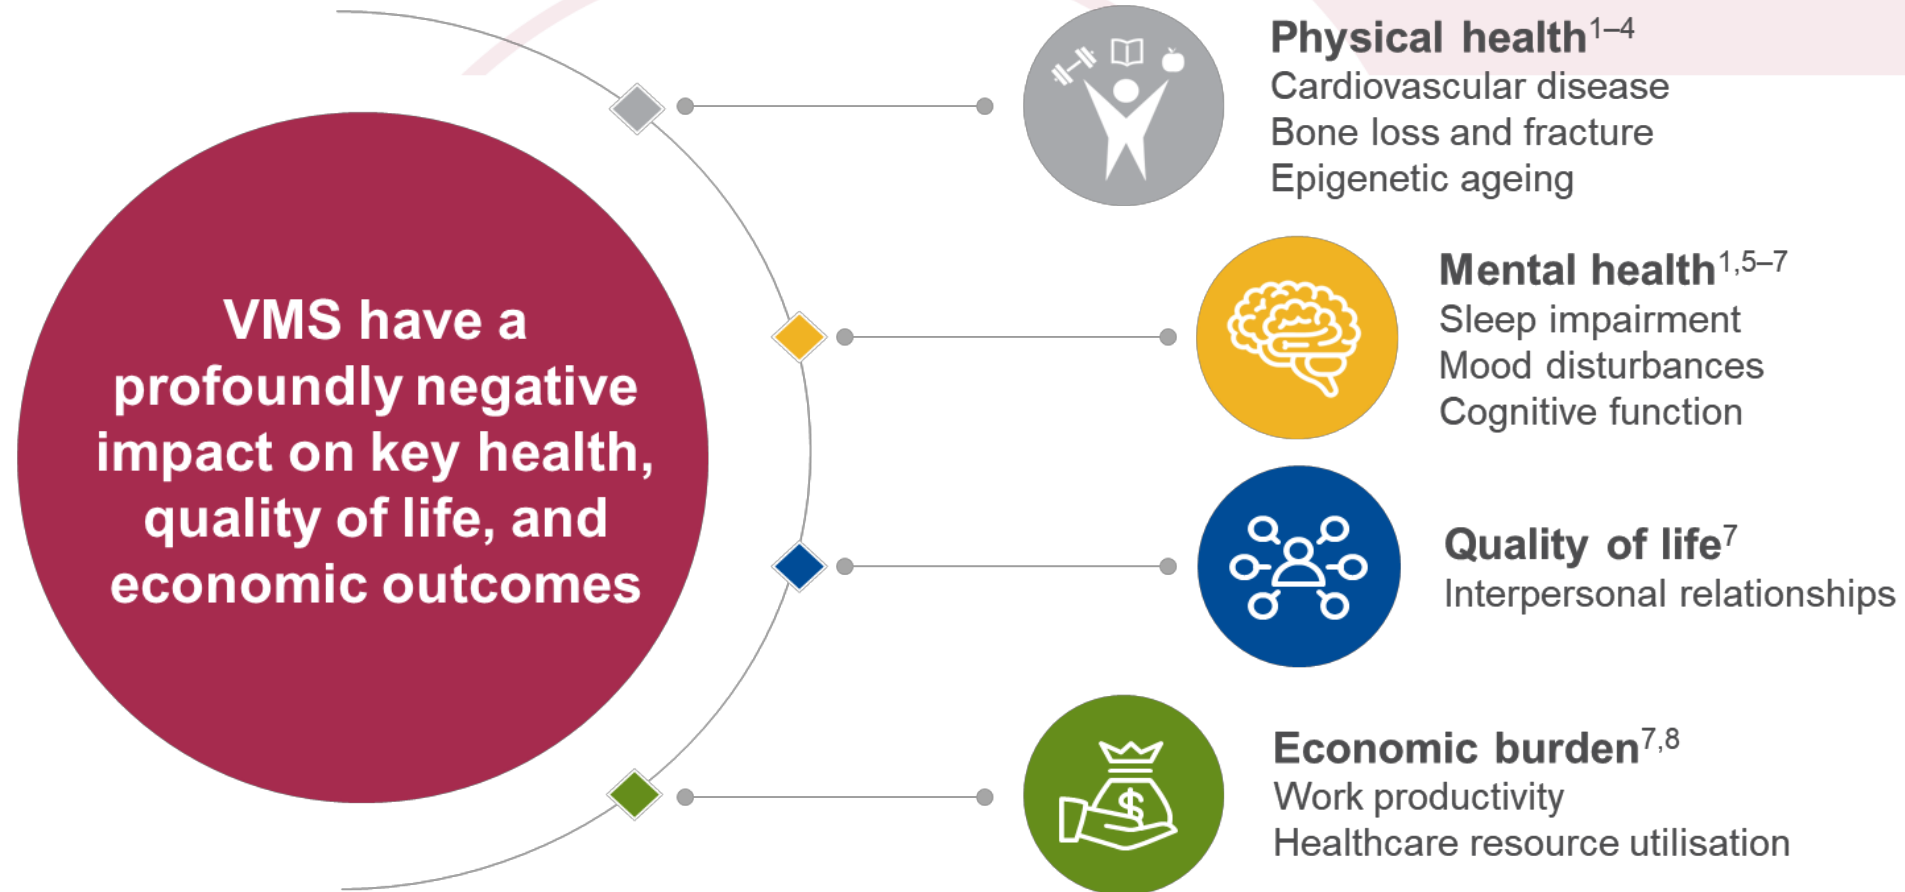 VMS have a
profoundly negative
impact on key health,
quality of life, and
economic outcomes
Physical health¹⁻⁴
Cardiovascular disease
Bone loss and fracture
Epigenetic ageing
Mental health¹,⁵⁻⁷
Sleep impairment
Mood disturbances
Cognitive function
Quality of life⁷
Interpersonal relationships
$
Economic burden⁷,⁸
Work productivity
Healthcare resource utilisation